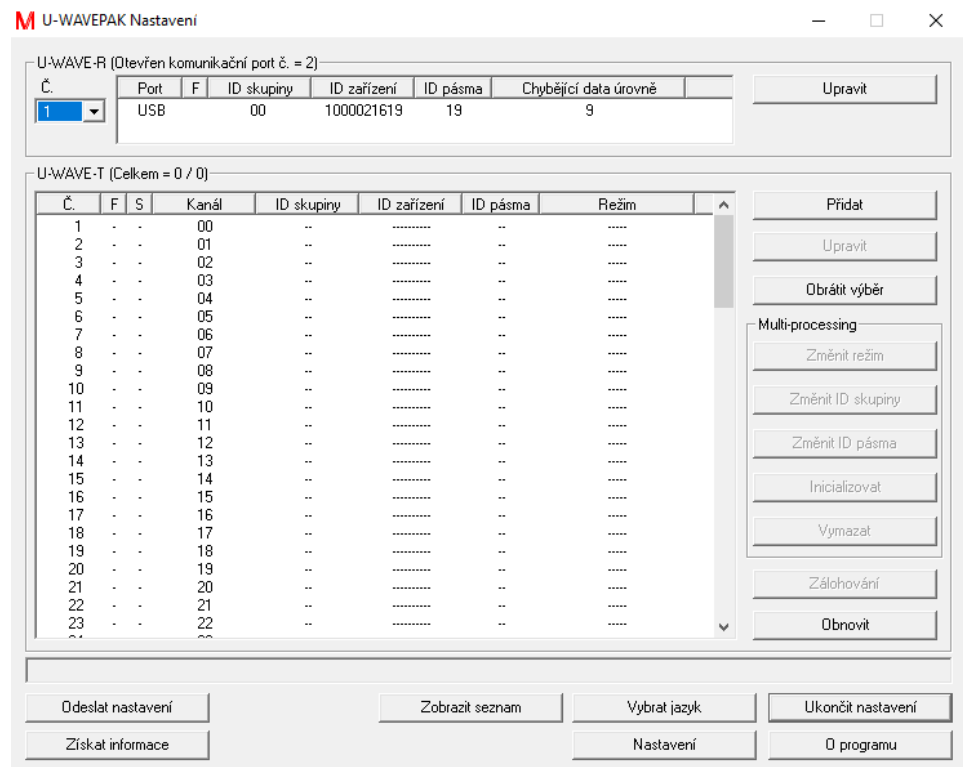 U-WAVEPAK Nastavení
U-WAVE-R (Otevřen komunikační port č. = 2)
Č. Port F ID skupiny ID zařízení ID pásma Chybějící data úrovně Upravit
1 USB 00 1000021619 19 9
U-WAVE-T (Celkem = 0 / 0)
Č. F S Kanál ID skupiny ID zařízení ID pásma Režim Přidat
1 - - 00 -- --------- -- -----
2 - - 01 -- --------- -- ----- Upravit
3 - - 02 -- --------- -- -----
4 - - 03 -- --------- -- ----- Obrátit výběr
5 - - 04 -- --------- -- -----
6 - - 05 -- --------- -- ----- Multi-processing
7 - - 06 -- --------- -- -----
8 - - 07 -- --------- -- ----- Změnit režim
9 - - 08 -- --------- -- -----
10 - - 09 -- --------- -- ----- Změnit ID skupiny
11 - - 10 -- --------- -- -----
12 - - 11 -- --------- -- -----
13 - - 12 -- --------- -- ----- Změnit ID pásma
14 - - 13 -- --------- -- -----
15 - - 14 -- --------- -- ----- Inicializovat
16 - - 15 -- --------- -- -----
17 - - 16 -- --------- -- -----
18 - - 17 -- --------- -- ----- Vymazat
19 - - 18 -- --------- -- -----
20 - - 19 -- --------- -- -----
21 - - 20 -- --------- -- ----- Zálohování
22 - - 21 -- --------- -- -----
23 - - 22 -- --------- -- ----- Obnovit
Odeslat nastavení Zobrazit seznam Vybrat jazyk Ukončit nastavení
Získat informace Nastavení O programu